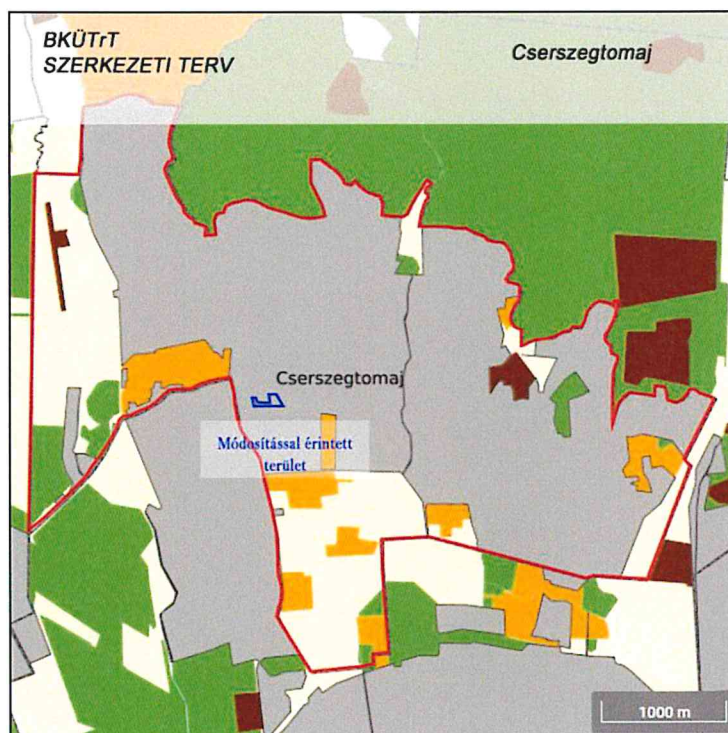 BKÜTrT
SZERKEZETI TERV
Cserszegtomaj
Cserszegtomaj
Módosítással érintett
terület
1000 m